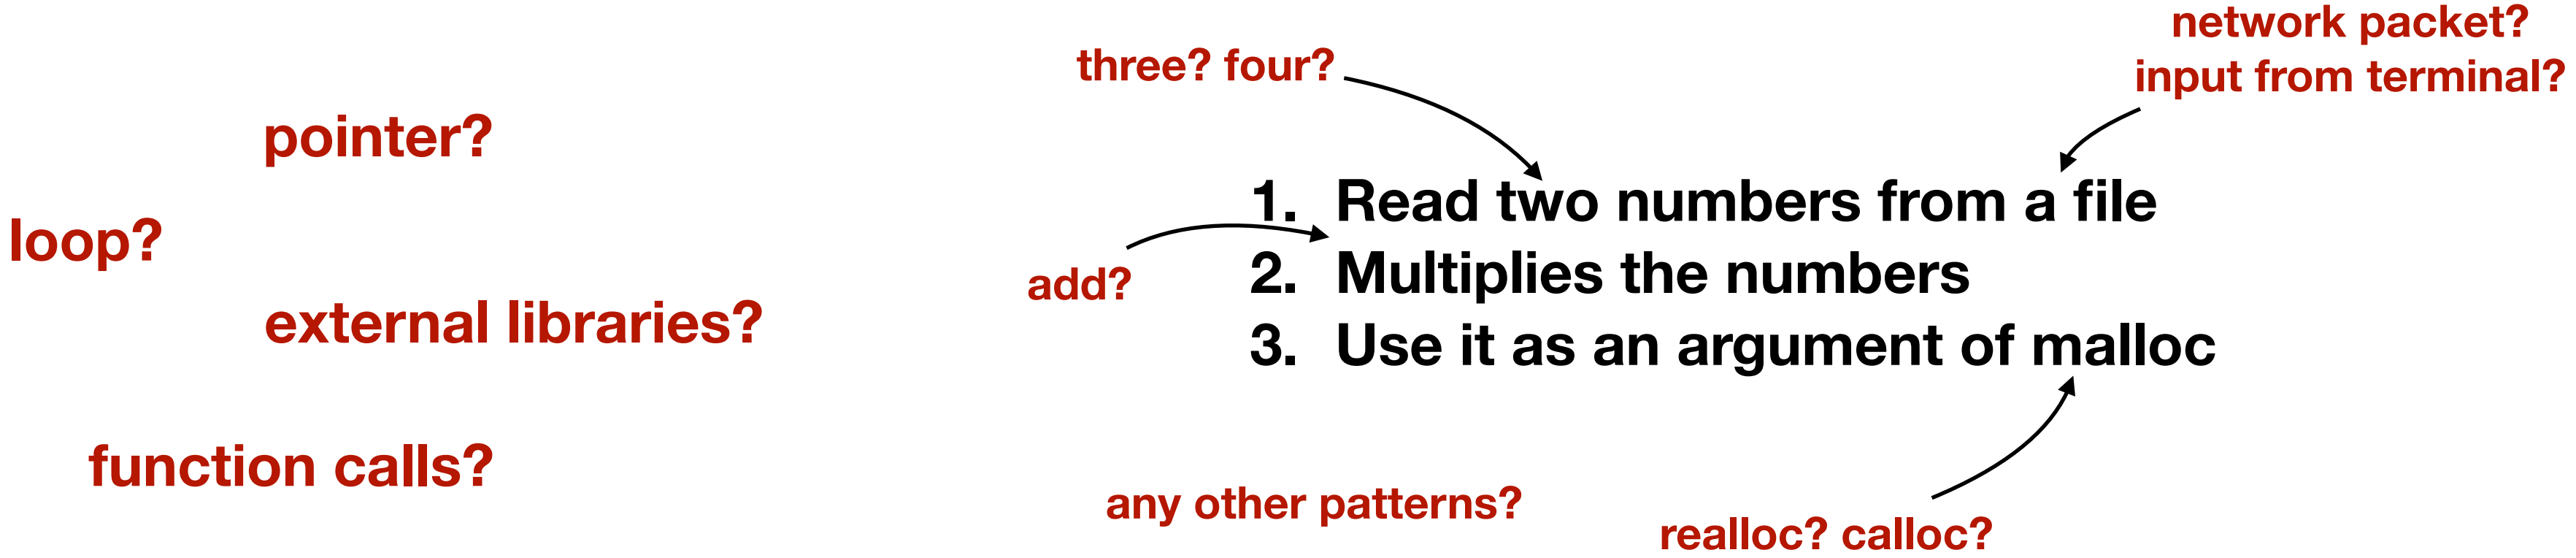 network packet?
three? four?
input from terminal?
pointer?
1. Read two numbers from a file
loop?
add?
2. Multiplies the numbers
external libraries?
3. Use it as an argument of malloc
function calls?
any other patterns?
realloc? calloc?